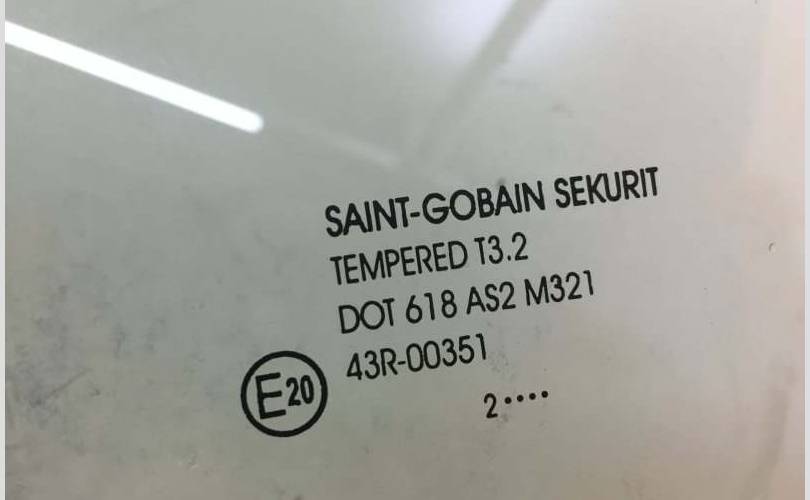 SAINT-GOBAIN SEKURIT
TEMPERED T3.2
DOT 618 AS2 M321
43R-00351
E20
2····